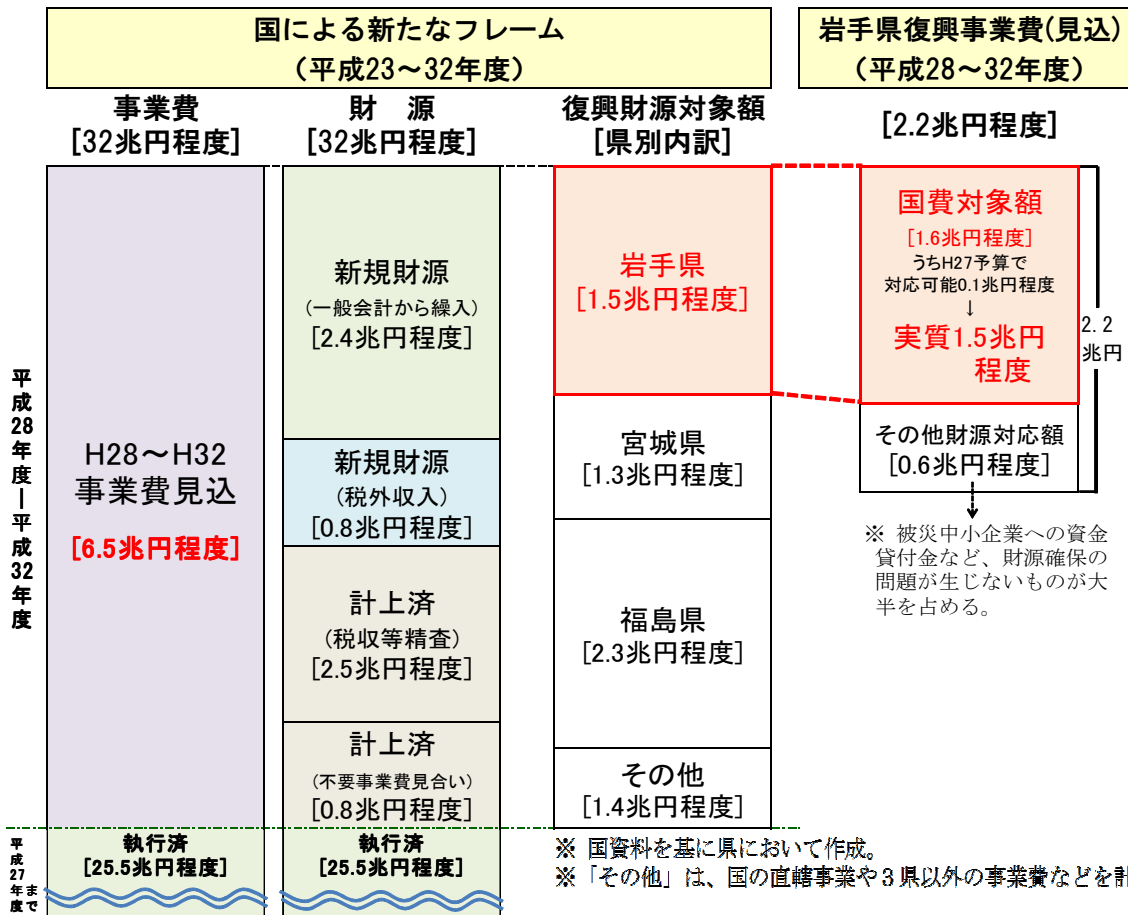 国による新たなフレーム
（平成23～32年度）
岩手県復興事業費(見込)
（平成28～32年度）
事業費
[32兆円程度]
財　源
[32兆円程度]
復興財源対象額
[県別内訳]
[2.2兆円程度]
平成28年度ー平成32年度
H28～H32
事業費見込
[6.5兆円程度]
新規財源
(一般会計から繰入)
[2.4兆円程度]
新規財源
(税外収入)
[0.8兆円程度]
計上済
(税収等精査)
[2.5兆円程度]
計上済
(不要事業費見合い)
[0.8兆円程度]
岩手県
[1.5兆円程度]
宮城県
[1.3兆円程度]
福島県
[2.3兆円程度]
その他
[1.4兆円程度]
国費対象額
[1.6兆円程度]
うちH27予算で
対応可能0.1兆円程度
↓
実質1.5兆円
程度
2.2
兆円
その他財源対応額
[0.6兆円程度]
※ 被災中小企業への資金
貸付金など、財源確保の
問題が生じないものが大
半を占める。
平成27年度まで
執行済
[25.5兆円程度]
執行済
[25.5兆円程度]
※ 国資料を基に県において作成。
※「その他」は、国の直轄事業や３県以外の事業費などを計